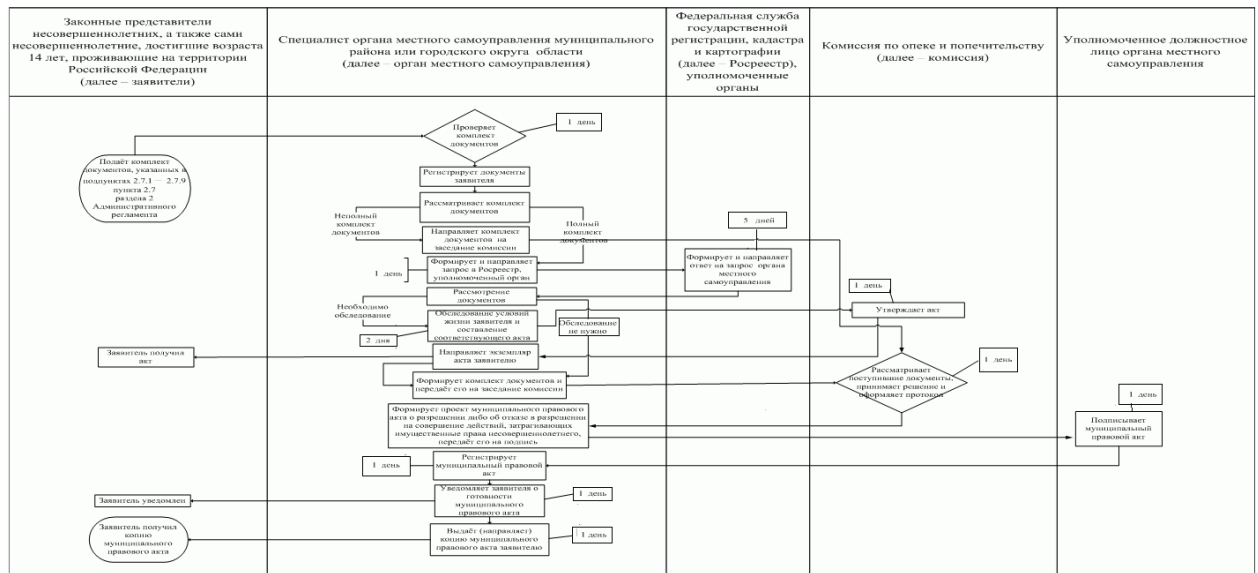 Законные представители
несовершеннолетних, а также сами
несовершеннолетние, достигшие возраста
14 лет, проживающие на территории
Российской Федерации
(далее – заявители)
Специалист органа местного самоуправления муниципального
района или городского округа области
(далее – орган местного самоуправления)
Федеральная служба
государственной
регистрации, кадастра
и картографии
(далее – Росреестр),
уполномоченные
органы
Комиссия по опеке и попечительству
(далее – комиссия)
Уполномоченное должностное
лицо органа местного
самоуправления
Проверяет
комплект
документов
1 день
Подаёт комплект
документов, указанных в
подпунктах 2.7.1 – 2.7.9
пункта 2.7
раздела 2
Административного
регламента
Регистрирует документы
заявителя
Рассматривает комплект
документов
Неполный
комплект
документов
Полный
комплект
документов
Направляет комплект
документов на
заседание комиссии
5 дней
Формирует и направляет
запрос в Росреестр,
уполномоченный орган
1 день
Формирует и направляет
ответ на запрос органа
местного
самоуправления
Рассмотрение
документов
1 день
Необходимо
обследование
Утверждает акт
Обследование условий
жизни заявителя и
составление
соответствующего акта
Обследование
не нужно
2 дня
Заявитель получил
акт
Направляет экземпляр
акта заявителю
1 день
Формирует комплект документов и
передаёт его на заседание комиссии
Рассматривает
поступившие документы,
принимает решение и
оформляет протокол
1 день
Формирует проект муниципального правового
акта о разрешении либо об отказе в разрешении
на совершение действий, затрагивающих
имущественные права несовершеннолетнего,
передаёт его на подпись
Подписывает
муниципальный
правовой акт
1 день
Регистрирует
муниципальный правовой
акт
Заявитель уведомлен
Уведомляет заявителя о
готовности
муниципального
правового акта
1 день
Заявитель получил
копию
муниципального
правового акта
Выдаёт (направляет)
копию муниципального
правового акта заявителю
1 день